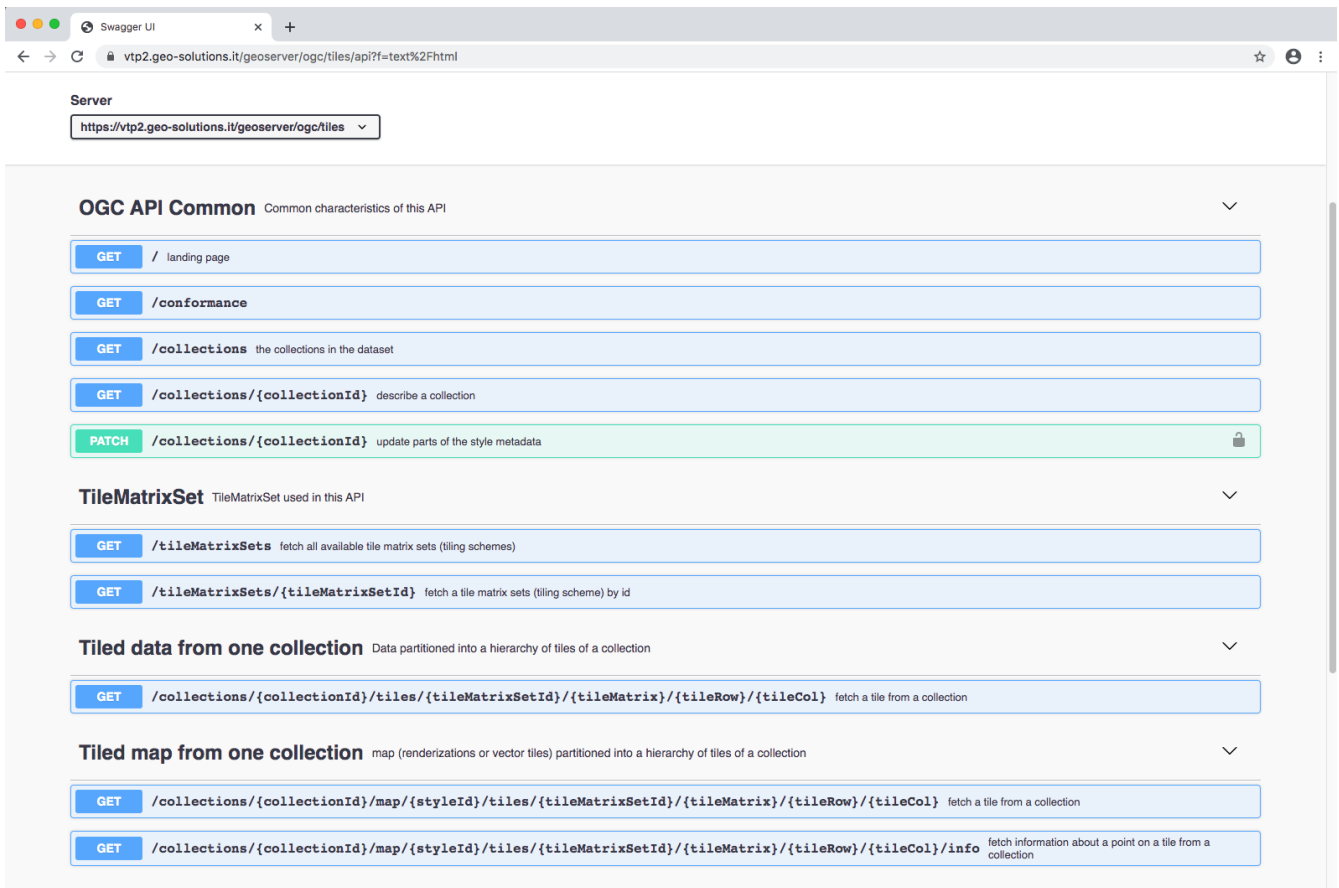 Swagger UI
vtp2.geo-solutions.it/geoserver/ogc/tiles/api?f=text%2Fhtml
Server
https://vtp2.geo-solutions.it/geoserver/ogc/tiles
OGC API Common Common characteristics of this API
GET / landing page
GET /conformance
GET /collections the collections in the dataset
GET /collections/{collectionId} describe a collection
PATCH /collections/{collectionId} update parts of the style metadata
TileMatrixSet TileMatrixSet used in this API
GET /tileMatrixSets fetch all available tile matrix sets (tiling schemes)
GET /tileMatrixSets/{tileMatrixSetId} fetch a tile matrix sets (tiling scheme) by id
Tiled data from one collection Data partitioned into a hierarchy of tiles of a collection
GET /collections/{collectionId}/tiles/{tileMatrixSetId}/{tileMatrix}/{tileRow}/{tileCol} fetch a tile from a collection
Tiled map from one collection map (renderizations or vector tiles) partitioned into a hierarchy of tiles of a collection
GET /collections/{collectionId}/map/{styleId}/tiles/{tileMatrixSetId}/{tileMatrix}/{tileRow}/{tileCol} fetch a tile from a collection
GET /collections/{collectionId}/map/{styleId}/tiles/{tileMatrixSetId}/{tileMatrix}/{tileRow}/{tileCol}/info fetch information about a point on a tile from a
collection